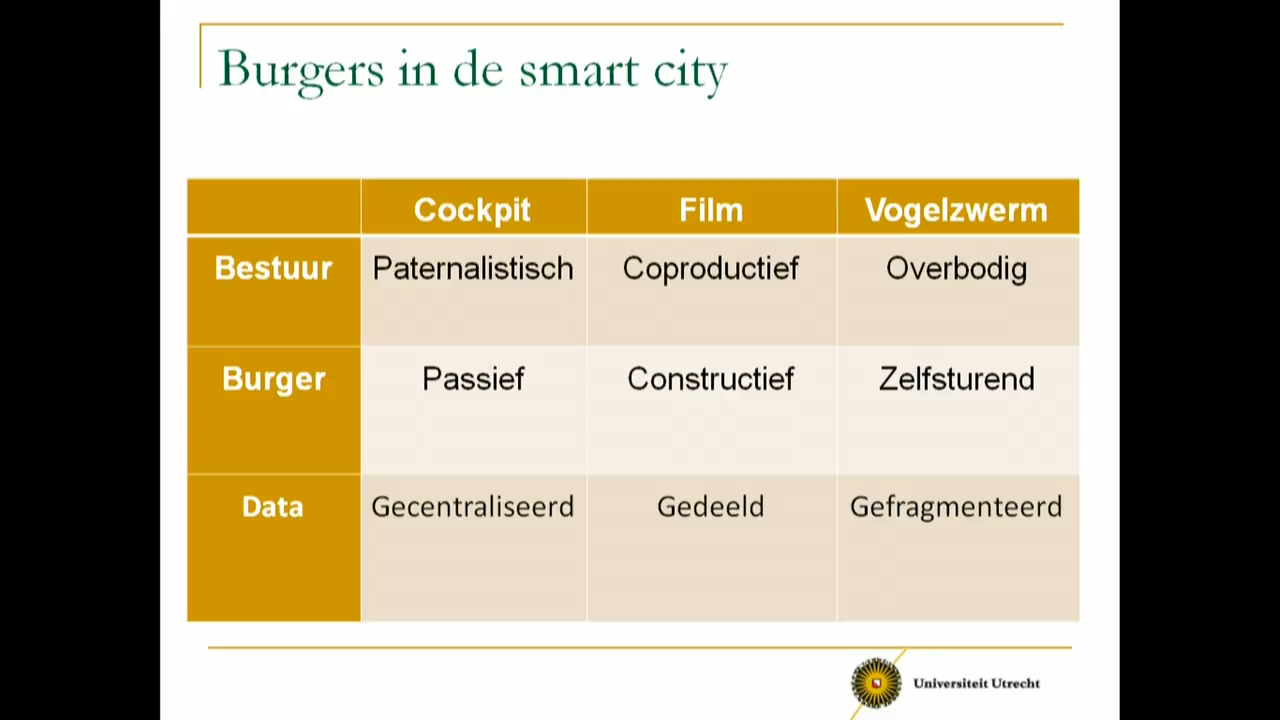 Burgers in de smart city
Cockpit Film Vogelzwerm
Bestuur Paternalistisch Coproductief Overbodig
Burger Passief Constructief Zelfsturend
Data Gecentraliseerd Gedeeld Gefragmenteerd
Universiteit Utrecht